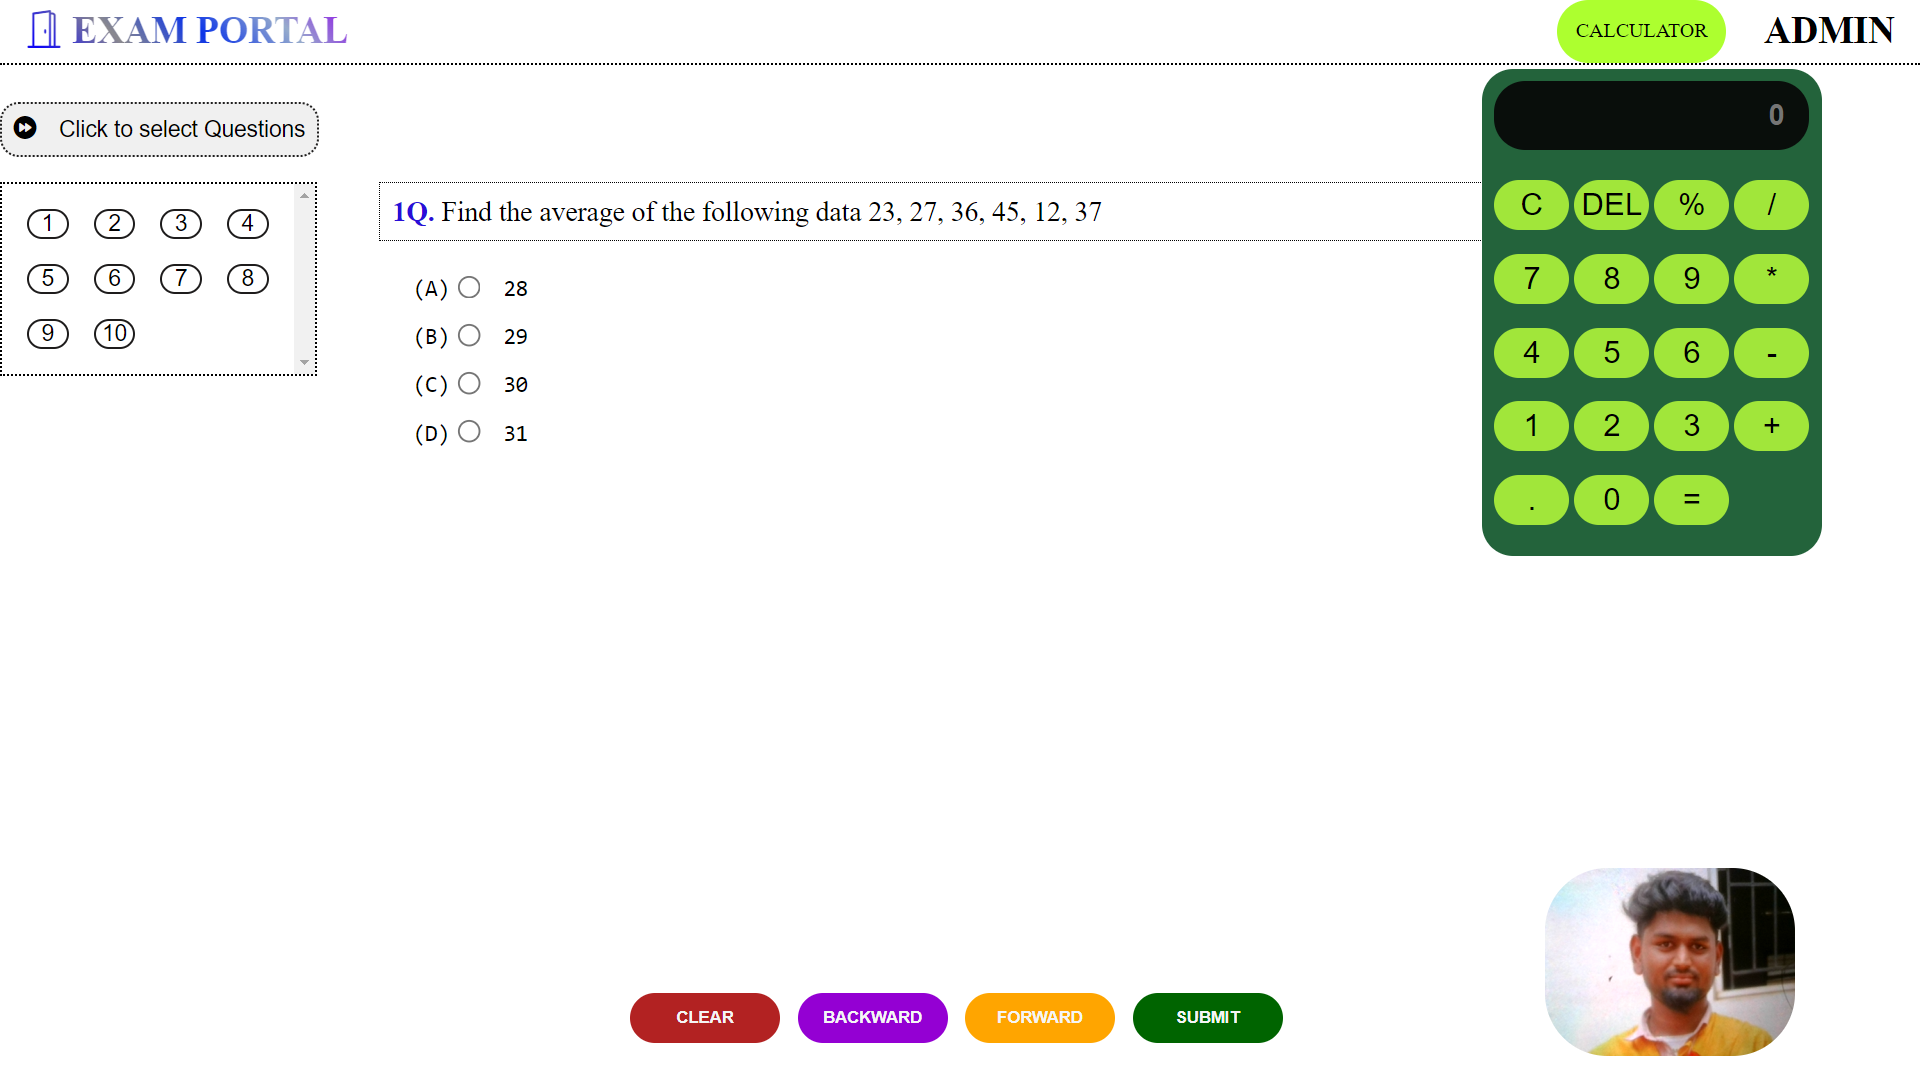 EXAM PORTAL
CALCULATOR
ADMIN
0
Click to select Questions
1 2 3 4
5 6 7 8
9 10
1Q. Find the average of the following data 23, 27, 36, 45, 12, 37
(A) 28
(B) 29
(C) 30
(D) 31
C DEL % /
7 8 9 *
4 5 6 -
1 2 3 +
. 0 =
CLEAR BACKWARD FORWARD SUBMIT